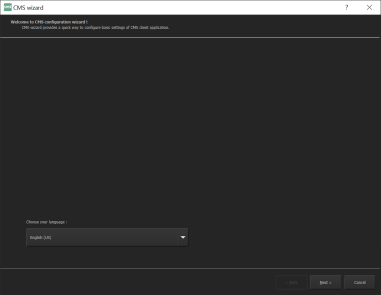 CMS wizard
Welcome to CMS configuration wizard !
CMS wizard provides a quick way to configure basic settings of CMS client application.
Choose your language :
English (US)
< Back
Next >
Cancel